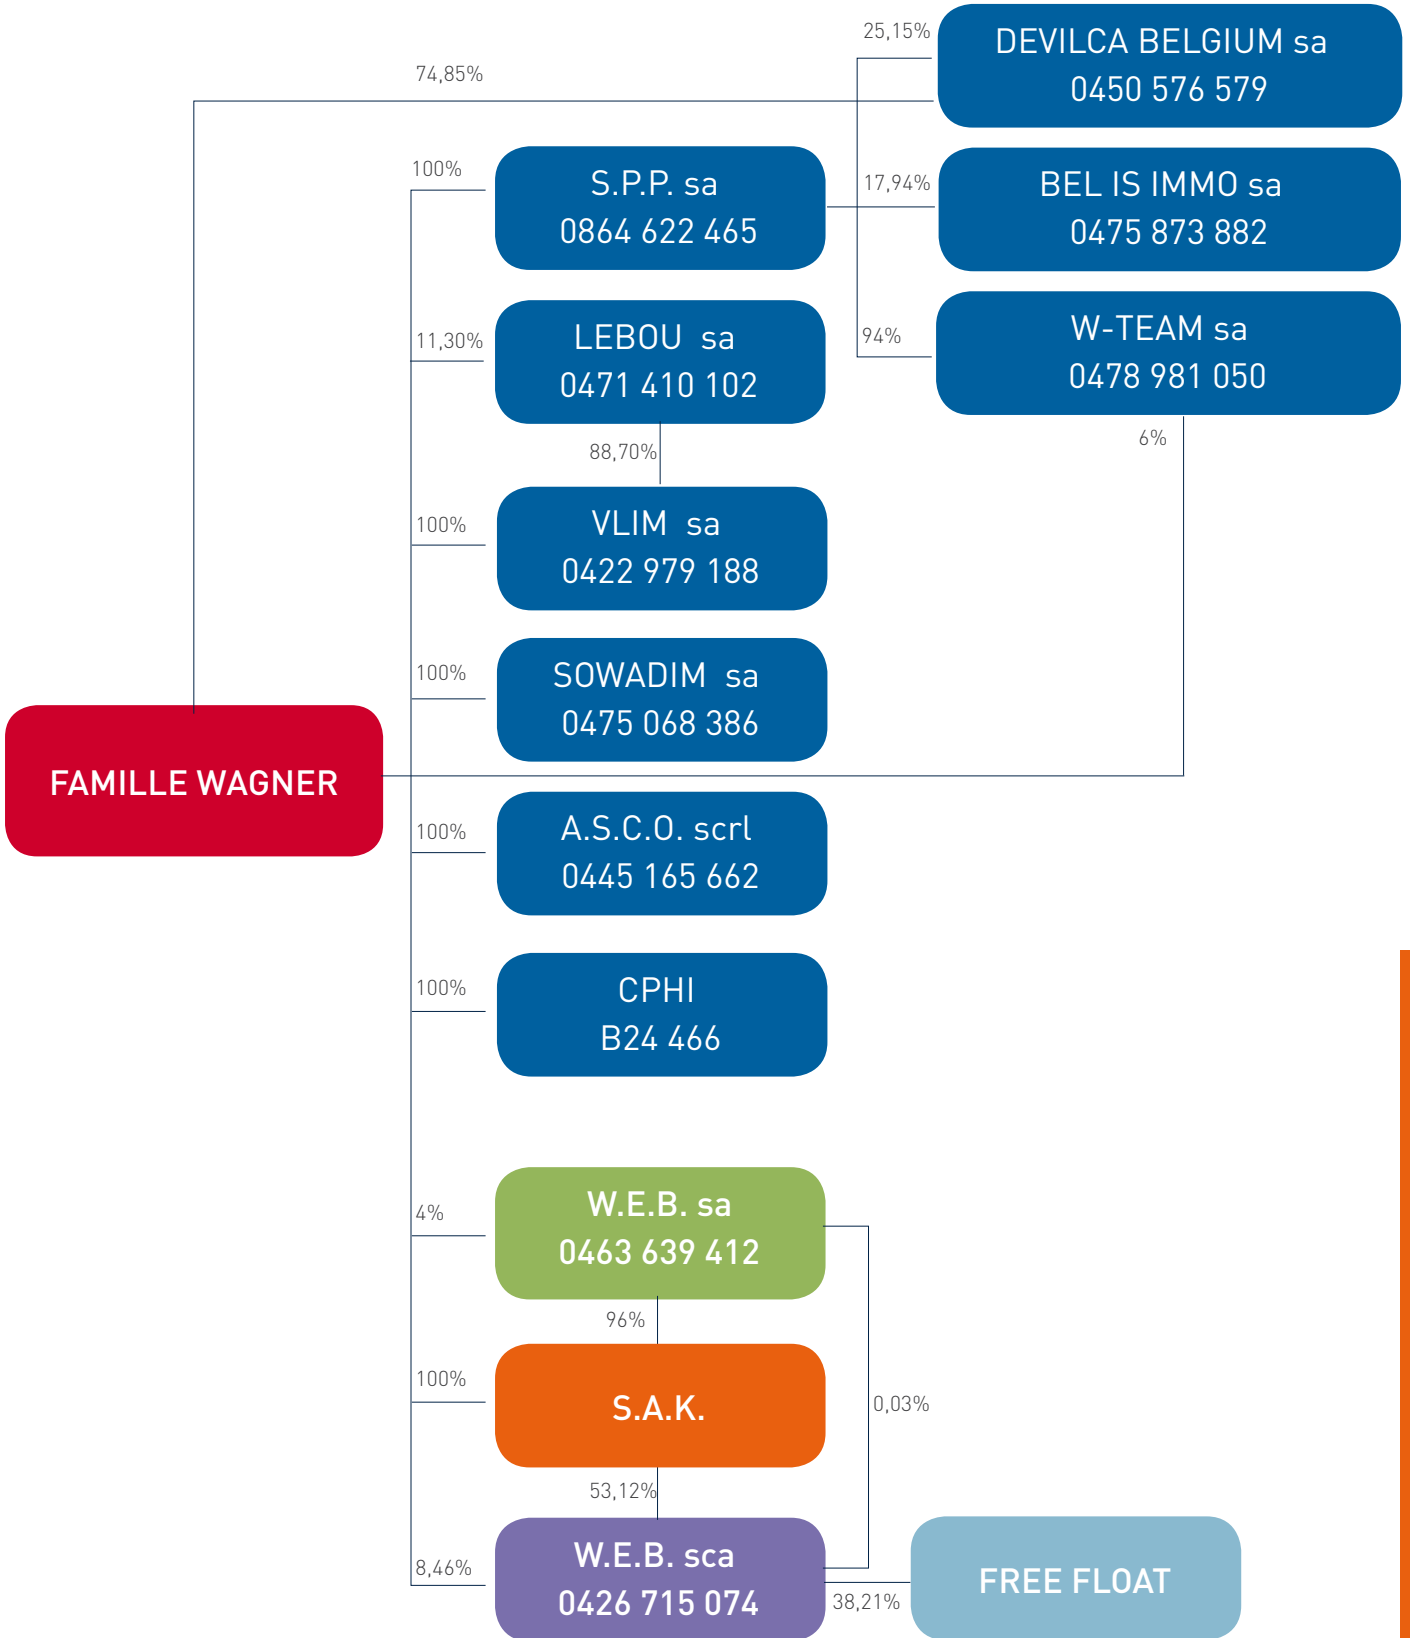 25,15%
DEVILCA BELGIUM sa
0450 576 579
74,85%
100%
S.P.P. sa
0864 622 465
17,94%
BEL IS IMMO sa
0475 873 882
11,30%
LEBOU sa
0471 410 102
94%
W-TEAM sa
0478 981 050
88,70%
6%
100%
VLIM sa
0422 979 188
100%
SOWADIM sa
0475 068 386
FAMILLE WAGNER
100%
A.S.C.O. scrl
0445 165 662
100%
CPHI
B24 466
4%
W.E.B. sa
0463 639 412
96%
100%
S.A.K.
0,03%
53,12%
8,46%
W.E.B. sca
0426 715 074
38,21%
FREE FLOAT